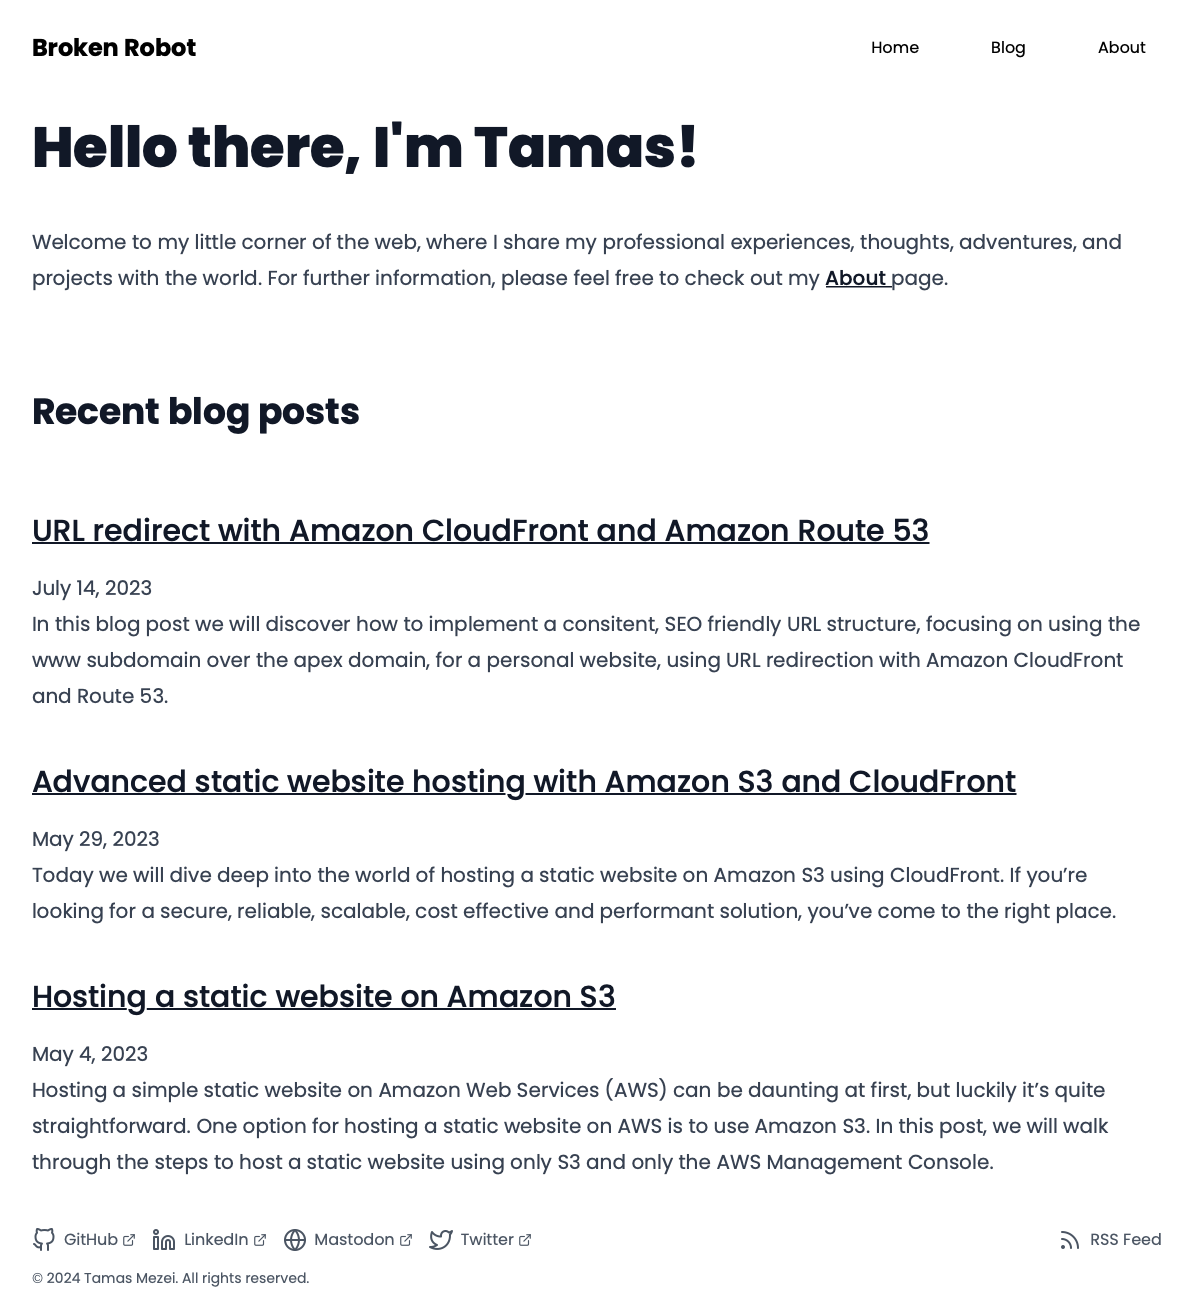 Broken Robot
Home
Blog
About
Hello there, I'm Tamas!
Welcome to my little corner of the web, where I share my professional experiences, thoughts, adventures, and
projects with the world. For further information, please feel free to check out my About page.
Recent blog posts
URL redirect with Amazon CloudFront and Amazon Route 53
July 14, 2023
In this blog post we will discover how to implement a consitent, SEO friendly URL structure, focusing on using the
www subdomain over the apex domain, for a personal website, using URL redirection with Amazon CloudFront
and Route 53.
Advanced static website hosting with Amazon S3 and CloudFront
May 29, 2023
Today we will dive deep into the world of hosting a static website on Amazon S3 using CloudFront. If you’re
looking for a secure, reliable, scalable, cost effective and performant solution, you’ve come to the right place.
Hosting a static website on Amazon S3
May 4, 2023
Hosting a simple static website on Amazon Web Services (AWS) can be daunting at first, but luckily it’s quite
straightforward. One option for hosting a static website on AWS is to use Amazon S3. In this post, we will walk
through the steps to host a static website using only S3 and only the AWS Management Console.
GitHub
LinkedIn
Mastodon
Twitter
RSS Feed
© 2024 Tamas Mezei. All rights reserved.